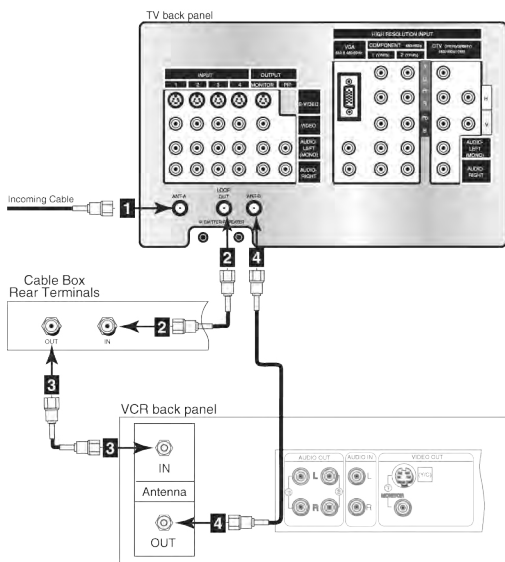 TV back panel
HIGH RESOLUTION INPUT
VGA
COMPONENT
DTV
INPUT
OUTPUT
1
2
3
4
MONITOR
PIP
S-VIDEO
VIDEO
AUDIO-LEFT (MONO)
AUDIO-RIGHT
H
V
AUDIO-LEFT (MONO)
AUDIO-RIGHT
Incoming Cable
1
ANT-A
LOOP OUT
ANT-B
2
4
Cable Box
Rear Terminals
OUT
IN
2
3
VCR back panel
3
IN
Antenna
OUT
4
AUDIO OUT
AUDIO IN
VIDEO OUT
L
L
R
R
MONITOR